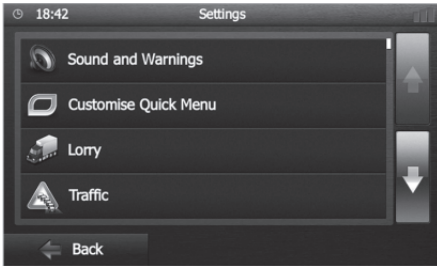 18:42 Settings
Sound and Warnings
Customise Quick Menu
Lorry
Traffic
Back